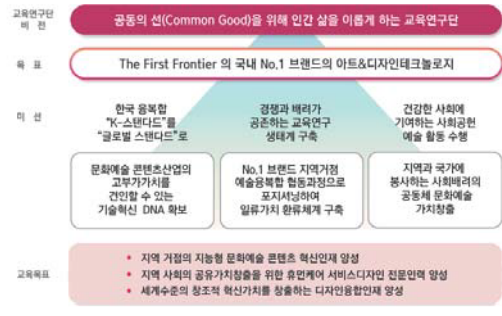 교육연구단
비 전
공동의 선(Common Good)을 위해 인간 삶을 이롭게 하는 교육연구단
목 표
The First Frontier 의 국내 No.1 브랜드의 아트&디자인테크놀로지
미 션
한국 융복합
"K-스탠다드"를
"글로벌 스탠다드"로
경쟁과 배려가
공존하는 교육연구
생태계 구축
건강한 사회에
기여하는 사회공헌
예술 활동 수행
문화예술 콘텐츠산업의
고부가가치를
견인할 수 있는
기술혁신 DNA 확보
No.1 브랜드 지역거점
예술융복합 협동과정으로
포지셔닝하여
일류가치 환류체계 구축
지역과 국가에
봉사하는 사회배려의
공동체 문화예술
가치창출
교육목표
• 지역 거점의 지능형 문화예술 콘텐츠 혁신인재 양성
• 지역 사회의 공유가치창출을 위한 휴먼케어 서비스디자인 전문인력 양성
• 세계수준의 창조적 혁신가치를 창출하는 디자인융합인재 양성